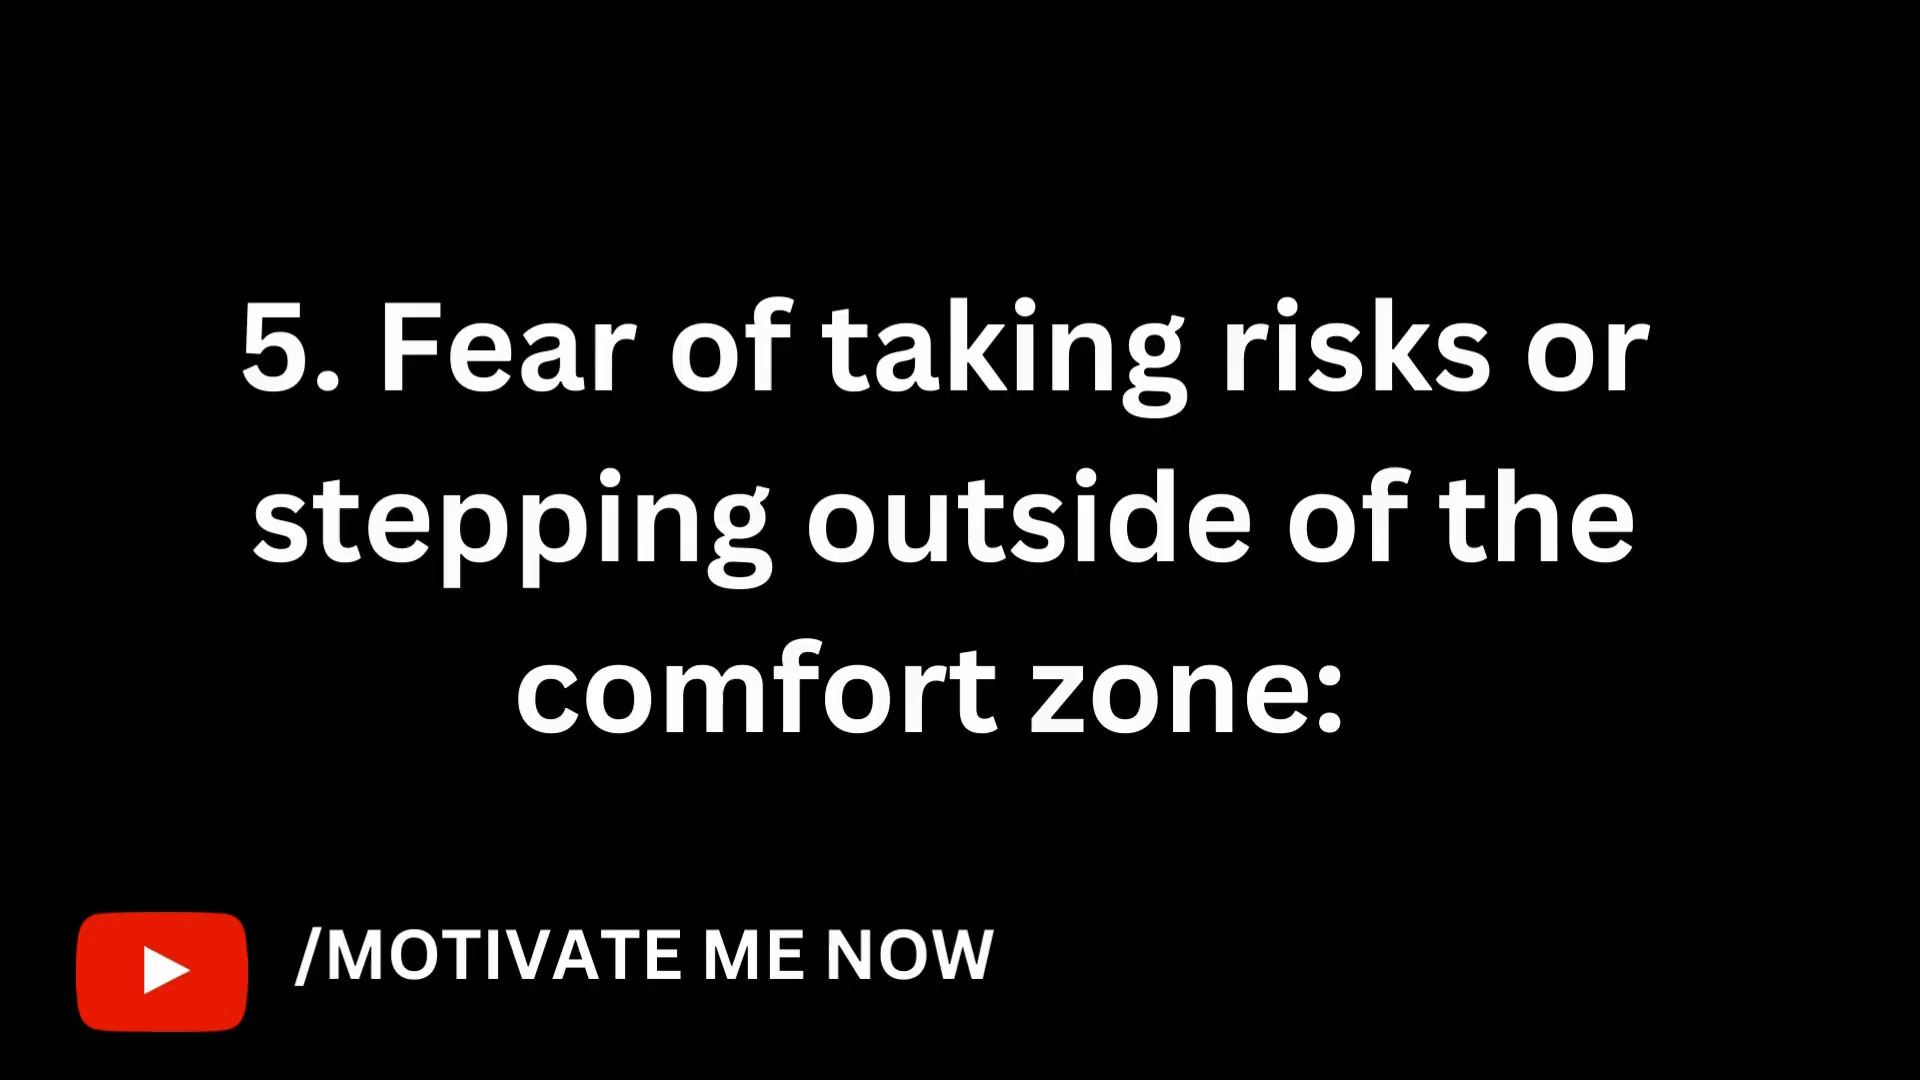 5. Fear of taking risks or
stepping outside of the
comfort zone:
/MOTIVATE ME NOW